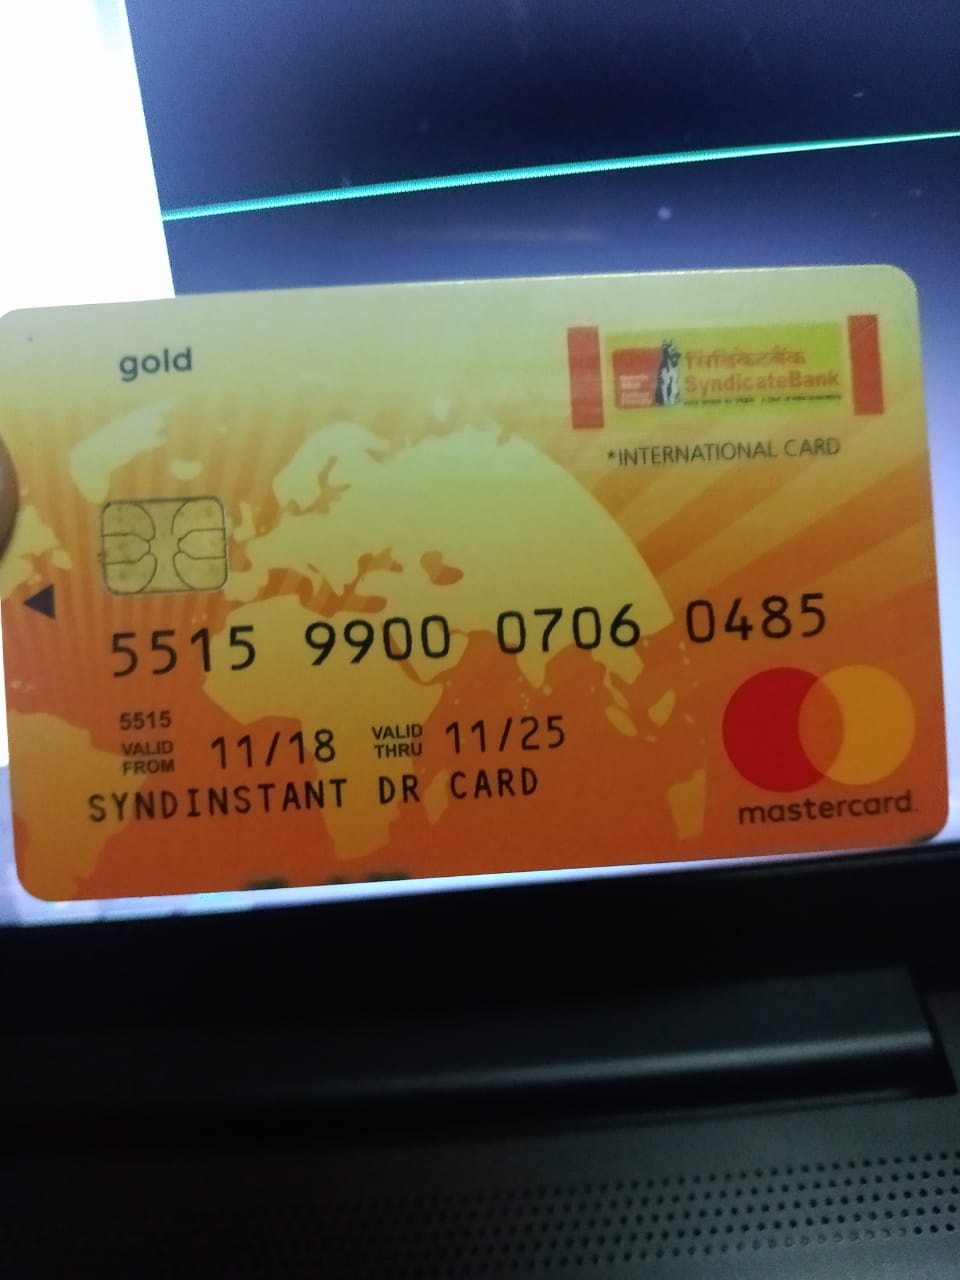 gold
सिंडिकेटबैंक
SyndicateBank
*INTERNATIONAL CARD
5515 9900 0706 0485
5515
VALID FROM 11/18 VALID THRU 11/25
SYNDINSTANT DR CARD
mastercard.